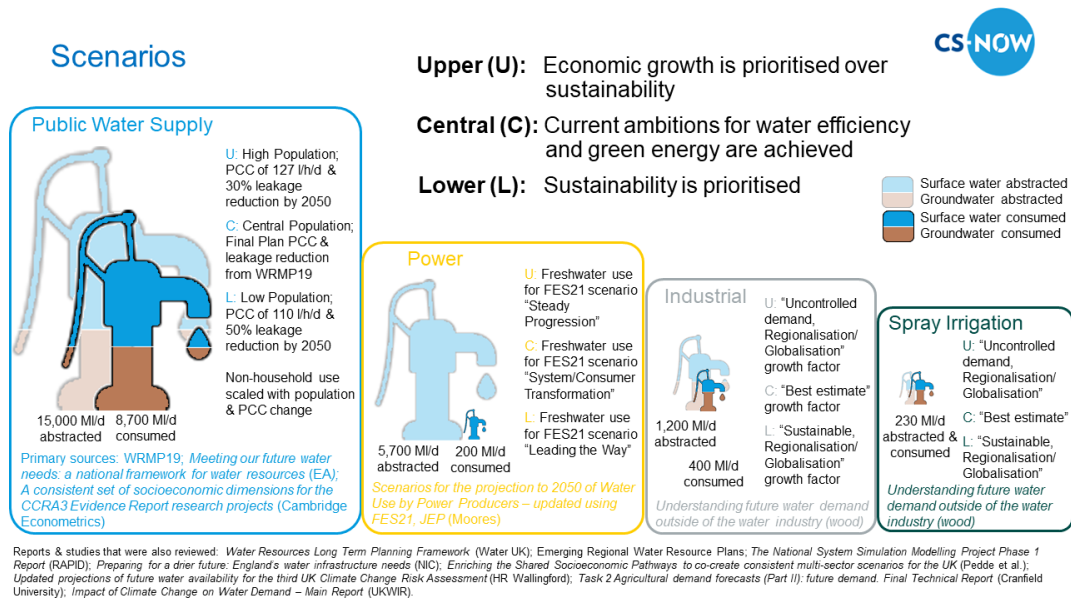 Scenarios
CS-NOW
Upper (U): Economic growth is prioritised over
sustainability
Central (C): Current ambitions for water efficiency
and green energy are achieved
Lower (L): Sustainability is prioritised
Surface water abstracted
Groundwater abstracted
Surface water consumed
Groundwater consumed
Public Water Supply
U: High Population;
PCC of 127 l/h/d &
30% leakage
reduction by 2050
C: Central Population;
Final Plan PCC &
leakage reduction
from WRMP19
L: Low Population;
PCC of 110 l/h/d &
50% leakage
reduction by 2050
Non-household use
scaled with population
& PCC change
15,000 Ml/d
abstracted
8,700 Ml/d
consumed
Primary sources: WRMP19; Meeting our future water
needs: a national framework for water resources (EA);
A consistent set of socioeconomic dimensions for the
CCRA3 Evidence Report research projects (Cambridge
Econometrics)
Power
U: Freshwater use
for FES21 scenario
“Steady
Progression”
C: Freshwater use
for FES21 scenario
“System/Consumer
Transformation”
L: Freshwater use
for FES21 scenario
“Leading the Way”
5,700 Ml/d
abstracted
200 Ml/d
consumed
Scenarios for the projection to 2050 of Water
Use by Power Producers – updated using
FES21, JEP (Moores)
Industrial
U: “Uncontrolled
demand,
Regionalisation/
Globalisation”
growth factor
C: “Best estimate”
growth factor
L: “Sustainable,
Regionalisation/
Globalisation”
growth factor
1,200 Ml/d
abstracted
400 Ml/d
consumed
Understanding future water demand
outside of the water industry (wood)
Spray Irrigation
U: “Uncontrolled
demand,
Regionalisation/
Globalisation”
C: “Best estimate”
L: “Sustainable,
Regionalisation/
Globalisation”
230 Ml/d
abstracted &
consumed
Understanding future water
demand outside of the water
industry (wood)
Reports & studies that were also reviewed: Water Resources Long Term Planning Framework (Water UK); Emerging Regional Water Resource Plans; The National System Simulation Modelling Project Phase 1
Report (RAPID); Preparing for a drier future: England’s water infrastructure needs (NIC); Enriching the Shared Socioeconomic Pathways to co-create consistent multi-sector scenarios for the UK (Pedde et al.);
Updated projections of future water availability for the third UK Climate Change Risk Assessment (HR Wallingford); Task 2 Agricultural demand forecasts (Part II): future demand. Final Technical Report (Cranfield
University); Impact of Climate Change on Water Demand – Main Report (UKWIR).